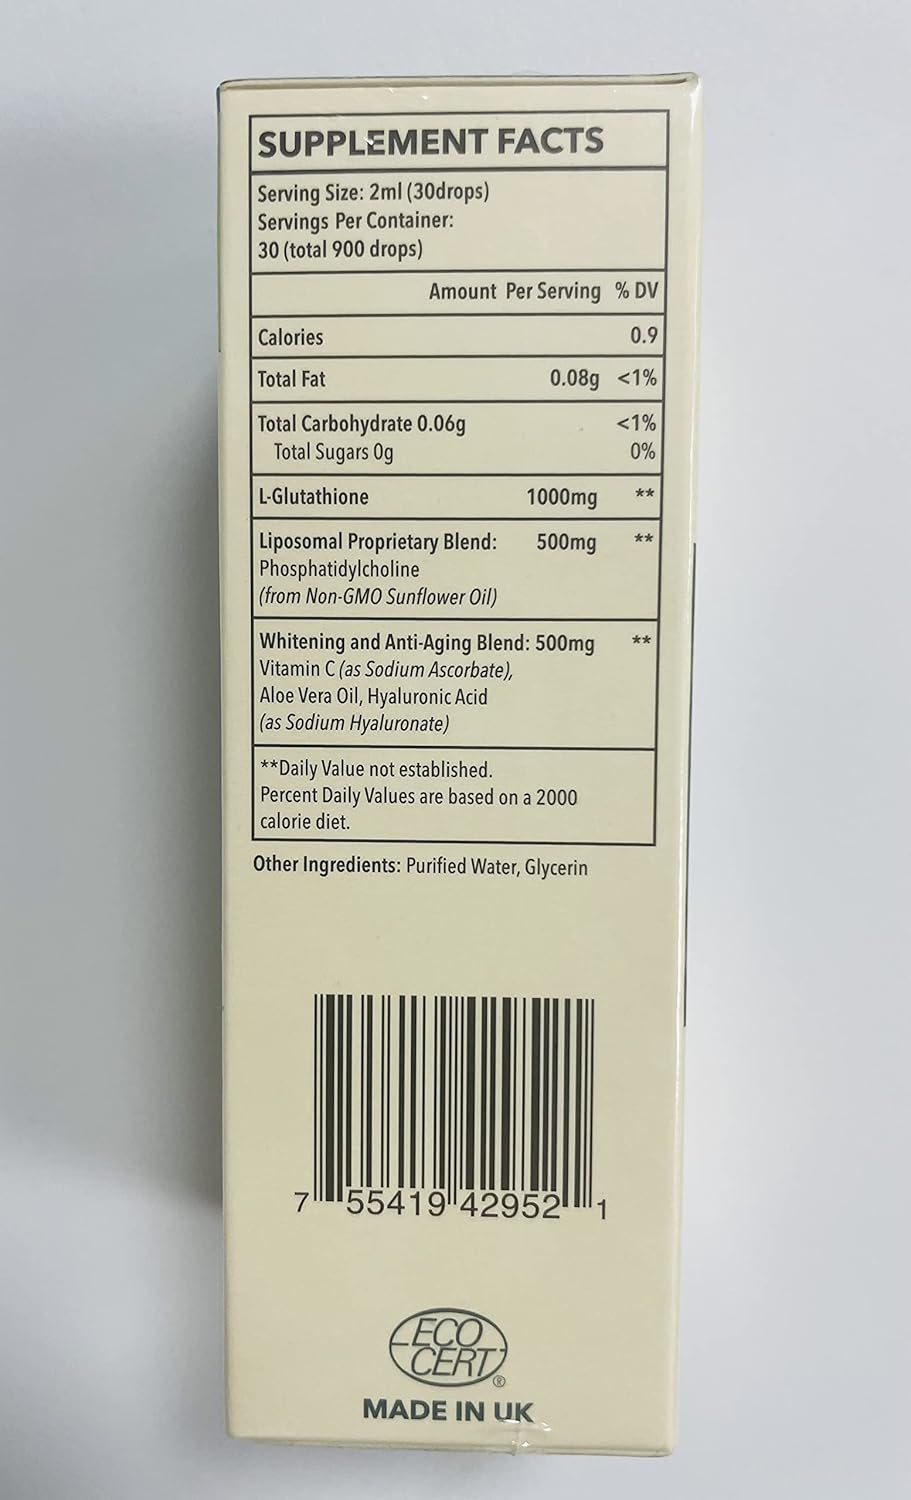 SUPPLEMENT FACTS
Serving Size: 2ml (30drops)
Servings Per Container:
30 (total 900 drops)
Amount Per Serving % DV
Calories 0.9
Total Fat 0.08g <1%
Total Carbohydrate 0.06g <1%
Total Sugars 0g 0%
L-Glutathione 1000mg **
Liposomal Proprietary Blend: 500mg **
Phosphatidylcholine
(from Non-GMO Sunflower Oil)
Whitening and Anti-Aging Blend: 500mg **
Vitamin C (as Sodium Ascorbate),
Aloe Vera Oil, Hyaluronic Acid
(as Sodium Hyaluronate)
**Daily Value not established.
Percent Daily Values are based on a 2000
calorie diet.
Other Ingredients: Purified Water, Glycerin
7 55419 42952 1
ECO
CERT®
MADE IN UK